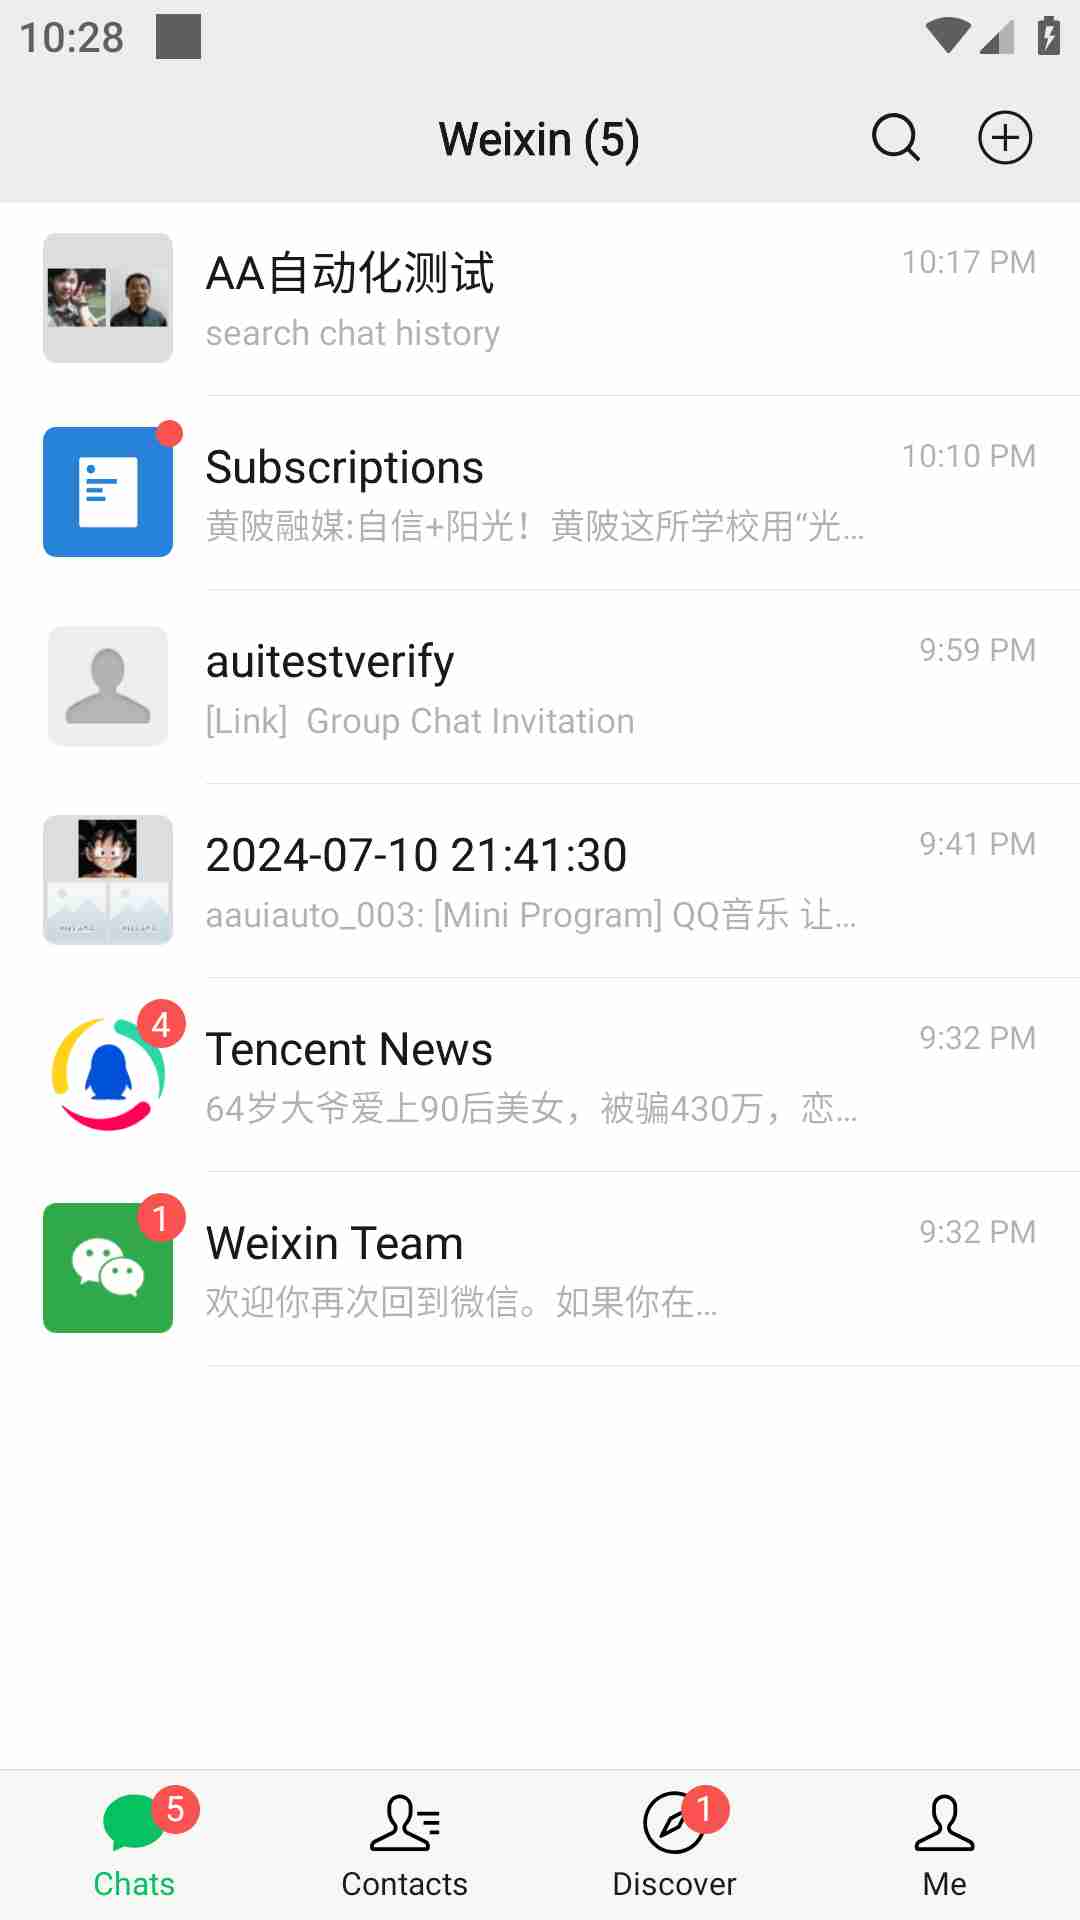 10:28
Weixin (5)
AA自动化测试
10:17 PM
search chat history
Subscriptions
10:10 PM
黄陂融媒:自信+阳光！黄陂这所学校用“光...
auitestverify
9:59 PM
[Link] Group Chat Invitation
2024-07-10 21:41:30
9:41 PM
aauiauto_003: [Mini Program] QQ音乐 让...
4
Tencent News
9:32 PM
64岁大爷爱上90后美女，被骗430万，恋...
1
Weixin Team
9:32 PM
欢迎你再次回到微信。如果你在...
5
1
Chats
Contacts
Discover
Me